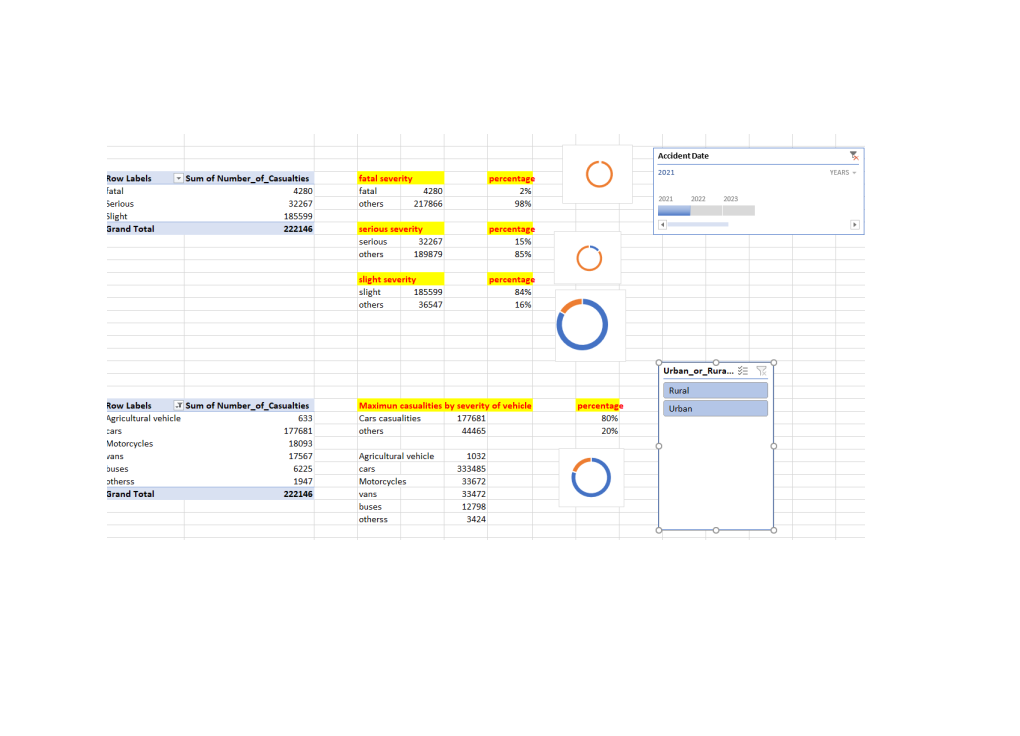 Accident Date
2021 YEARS
2021 2022 2023
Row Labels Sum of Number_of_Casualties
fatal 4280
Serious 32267
Slight 185599
Grand Total 222146
fatal severity percentage
fatal 4280 2%
others 217866 98%
serious severity percentage
serious 32267 15%
others 189879 85%
slight severity percentage
slight 185599 84%
others 36547 16%
Urban_or_Rura...
Rural
Urban
Row Labels Sum of Number_of_Casualties
Agricultural vehicle 633
cars 177681
Motorcycles 18093
vans 17567
buses 6225
otherss 1947
Grand Total 222146
Maximun casualities by severity of vehicle percentage
Cars casualities 177681 80%
others 44465 20%
Agricultural vehicle 1032
cars 333485
Motorcycles 33672
vans 33472
buses 12798
otherss 3424